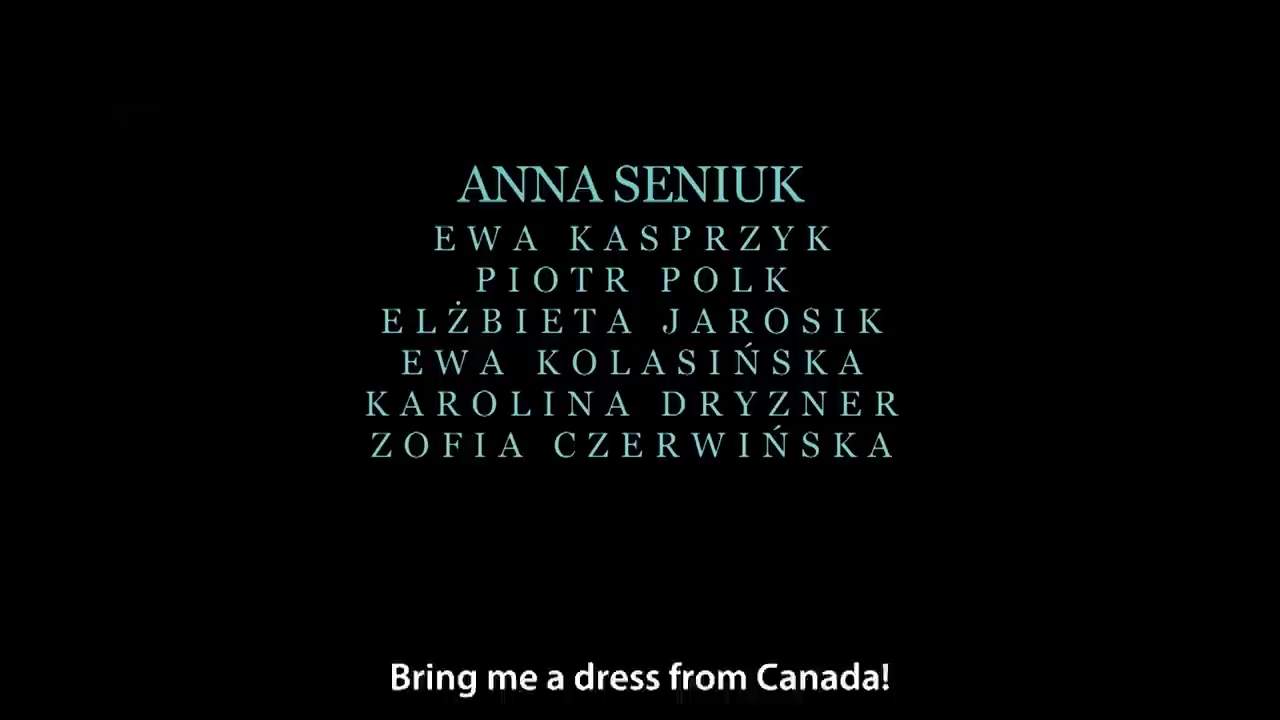 ANNA SENIUK
EWA KASPRZYK
PIOTR POLK
ELŻBIETA JAROSIK
EWA KOLASIŃSKA
KAROLINA DRYZNER
ZOFIA CZERWIŃSKA
Bring me a dress from Canada!